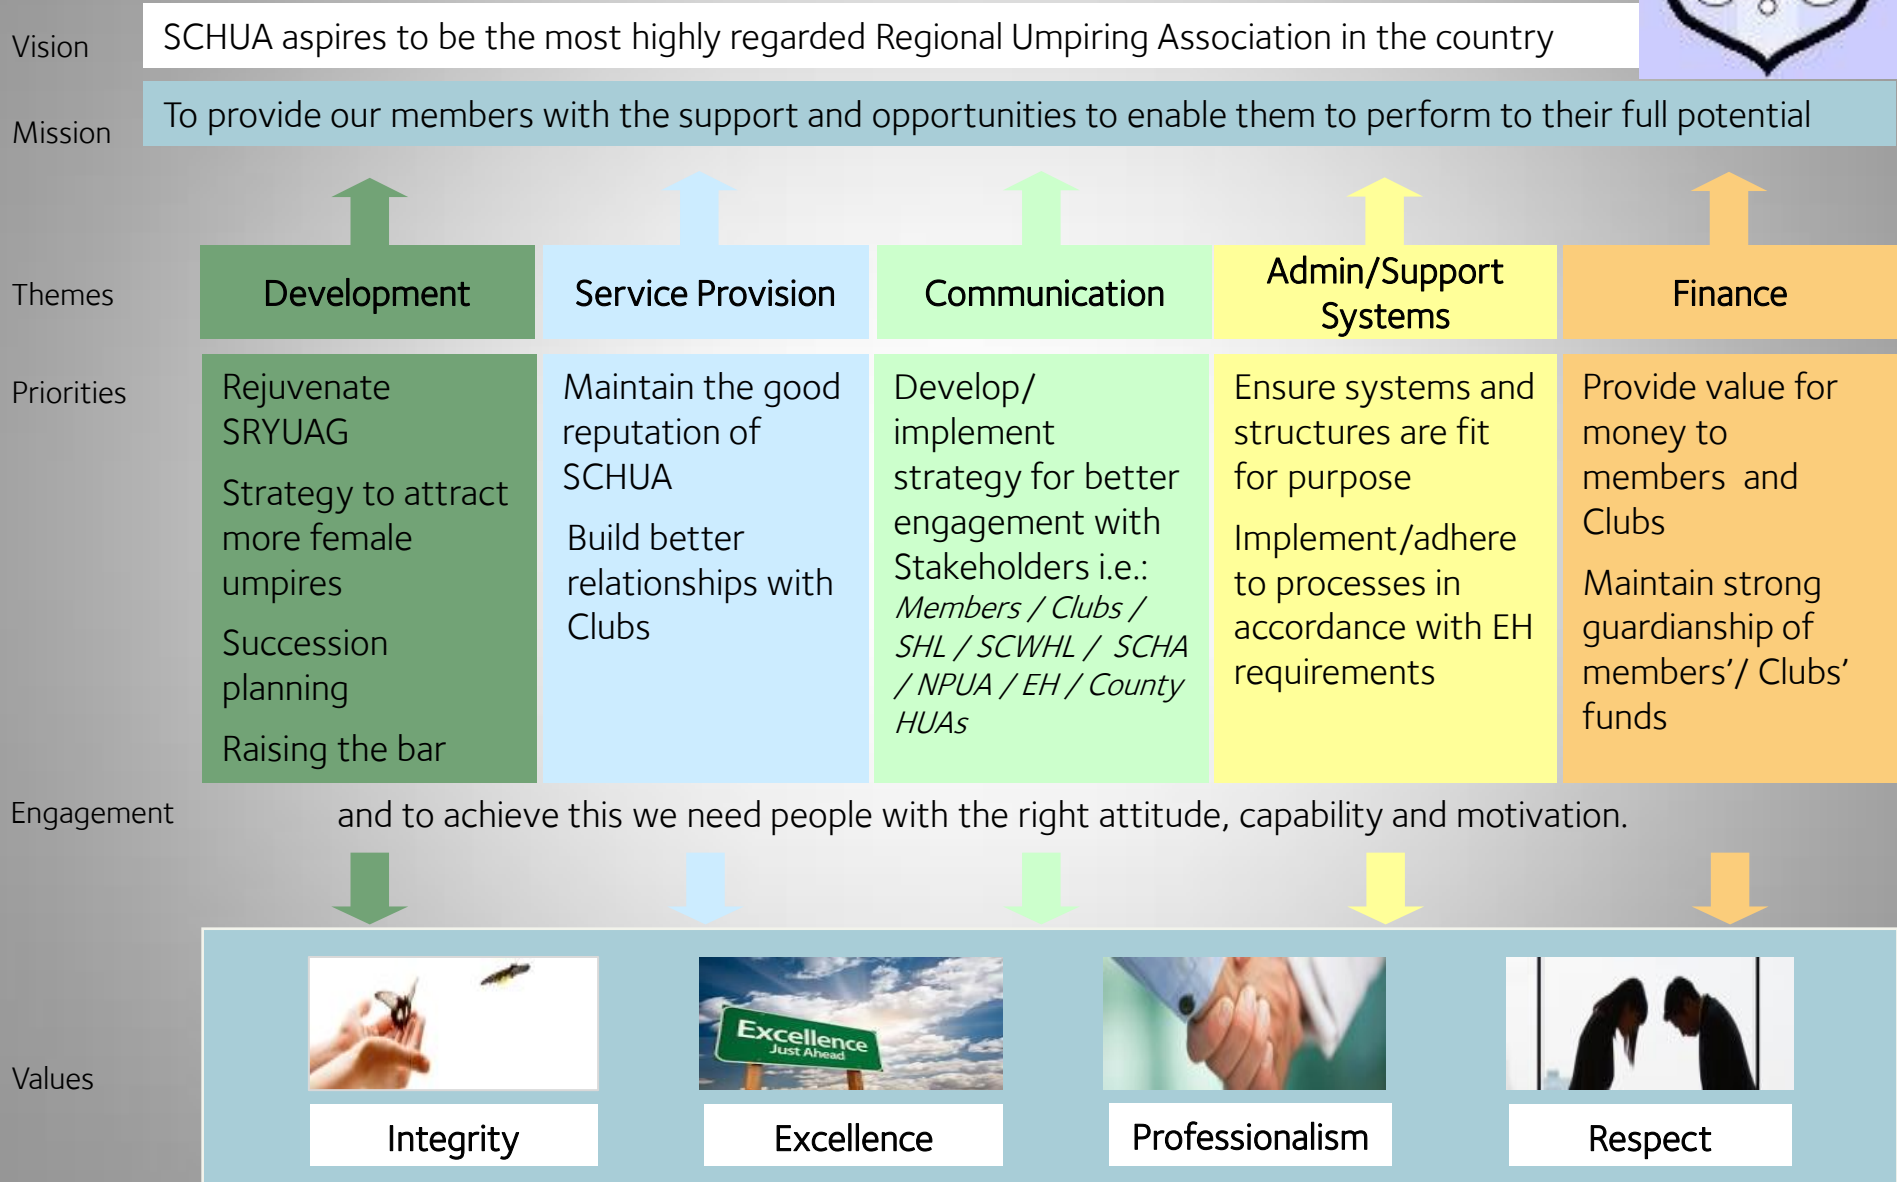 Vision
SCHUA aspires to be the most highly regarded Regional Umpiring Association in the country
Mission
To provide our members with the support and opportunities to enable them to perform to their full potential
Themes
Development
Service Provision
Communication
Admin/Support
Systems
Finance
Priorities
Rejuvenate
SRYUAG
Strategy to attract
more female
umpires
Succession
planning
Raising the bar
Maintain the good
reputation of
SCHUA
Build better
relationships with
Clubs
Develop/
implement
strategy for better
engagement with
Stakeholders i.e.:
Members / Clubs /
SHL / SCWHL / SCHA
/ NPUA / EH / County
HUAs
Ensure systems and
structures are fit
for purpose
Implement/adhere
to processes in
accordance with EH
requirements
Provide value for
money to
members and
Clubs
Maintain strong
guardianship of
members’/ Clubs’
funds
Engagement
and to achieve this we need people with the right attitude, capability and motivation.
Values
Excellence
Just Ahead
Integrity
Excellence
Professionalism
Respect